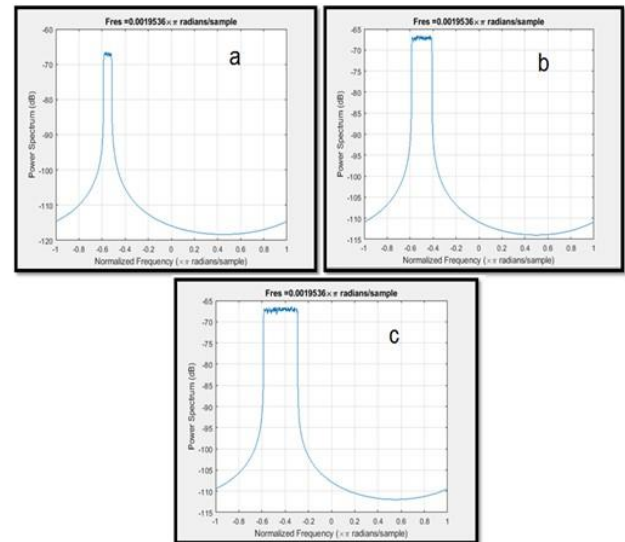 Fres =0.0019536×π radians/sample
a
Power Spectrum (dB)
-60
-70
-80
-90
-100
-110
-120
-1 -0.8 -0.6 -0.4 -0.2 0 0.2 0.4 0.6 0.8 1
Normalized Frequency (×π radians/sample)
Fres =0.0019536×π radians/sample
b
Power Spectrum (dB)
-65
-70
-75
-80
-85
-90
-95
-100
-105
-110
-115
-1 -0.8 -0.6 -0.4 -0.2 0 0.2 0.4 0.6 0.8 1
Normalized Frequency (×π radians/sample)
Fres =0.0019536×π radians/sample
c
Power Spectrum (dB)
-65
-70
-75
-80
-85
-90
-95
-100
-105
-110
-115
-1 -0.8 -0.6 -0.4 -0.2 0 0.2 0.4 0.6 0.8 1
Normalized Frequency (×π radians/sample)